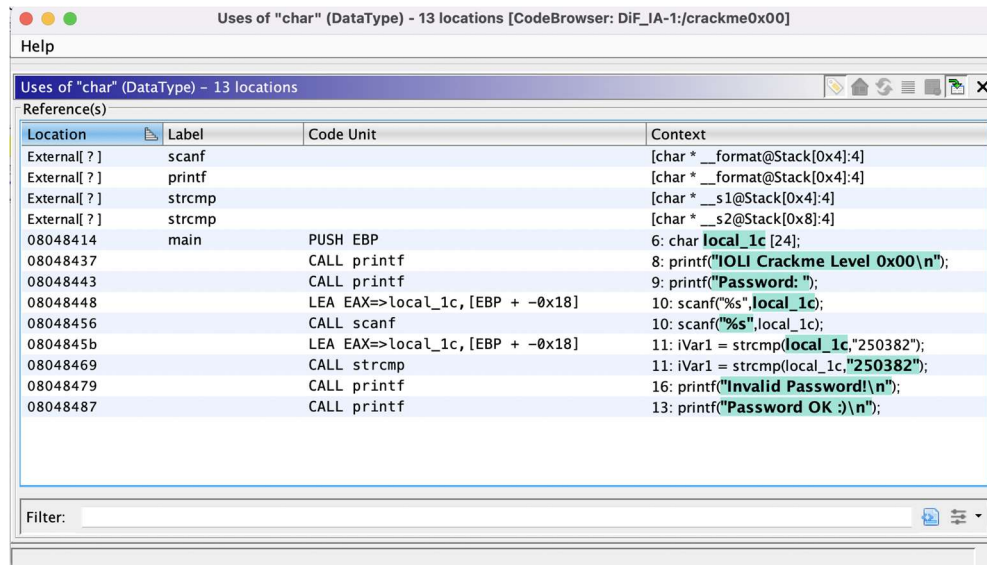 Uses of "char" (DataType) - 13 locations [CodeBrowser: DiF_IA-1:/crackme0x00]
Help
Uses of "char" (DataType) – 13 locations
Reference(s)
Location Label Code Unit Context
External[ ? ] scanf [char * __format@Stack[0x4]:4]
External[ ? ] printf [char * __format@Stack[0x4]:4]
External[ ? ] strcmp [char * __s1@Stack[0x4]:4]
External[ ? ] strcmp [char * __s2@Stack[0x8]:4]
08048414 main PUSH EBP 6: char local_1c [24];
08048437 CALL printf 8: printf("IOLI Crackme Level 0x00\n");
08048443 CALL printf 9: printf("Password: ");
08048448 LEA EAX=>local_1c,[EBP + -0x18] 10: scanf("%s",local_1c);
08048456 CALL scanf 10: scanf("%s",local_1c);
0804845b LEA EAX=>local_1c,[EBP + -0x18] 11: iVar1 = strcmp(local_1c,"250382");
08048469 CALL strcmp 11: iVar1 = strcmp(local_1c,"250382");
08048479 CALL printf 16: printf("Invalid Password!\n");
08048487 CALL printf 13: printf("Password OK :)\n");
Filter: